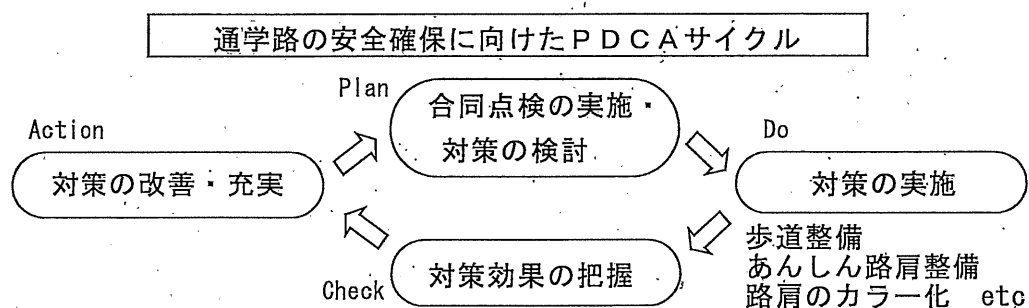 通学路の安全確保に向けたＰＤＣＡサイクル
Plan
合同点検の実施・
対策の検討
Action
対策の改善・充実
Do
対策の実施
歩道整備
あんしん路肩整備
路肩のカラー化 etc
Check
対策効果の把握